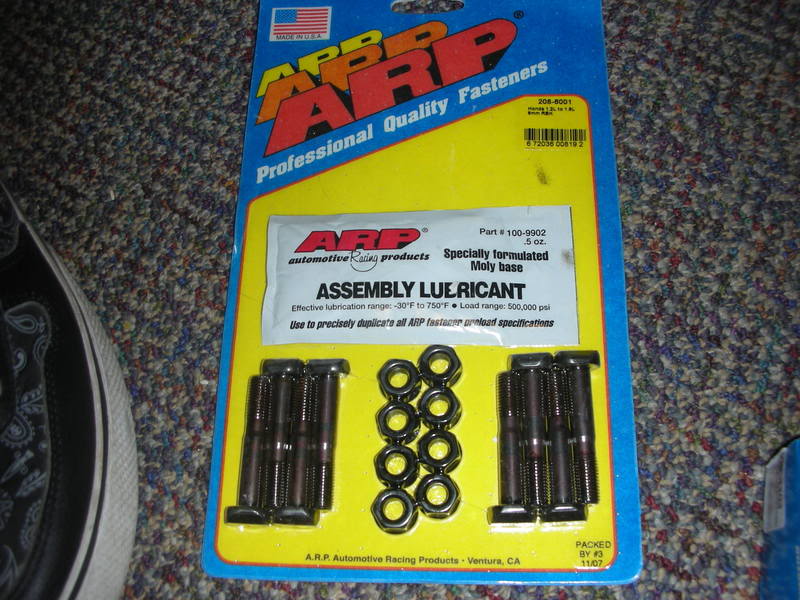 MADE IN U.S.A.
ARP
ARP
ARP®
Professional Quality Fasteners
208-6001
Honda 1.2L to 1.6L
8mm RBK
6 72036 00819 2
ARP®
automotive Racing products
Part # 100-9902
.5 oz.
Specially formulated
Moly base
ASSEMBLY LUBRICANT
Effective lubrication range: -30°F to 750°F ● Load range: 500,000 psi
Use to precisely duplicate all ARP fastener preload specifications
PACKED
BY #3
11/07
A.R.P. Automotive Racing Products • Ventura, CA